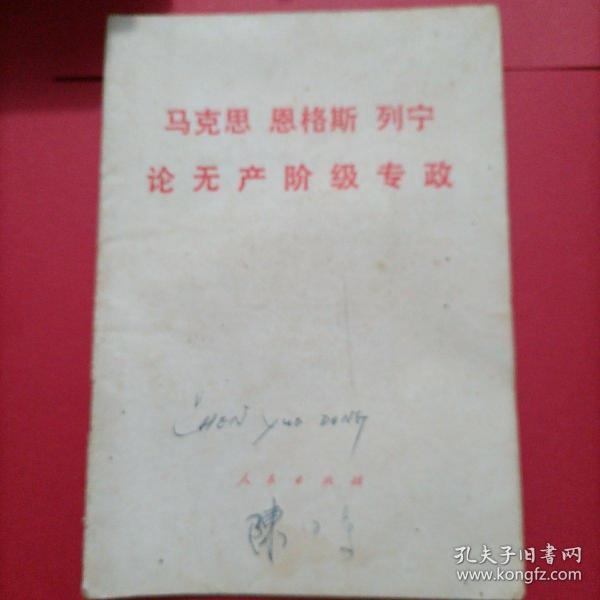 马克思 恩格斯 列宁
论无产阶级专政
CHEN YUO DONG
人民出版社
陳
孔夫子旧书网
www.kongfz.com